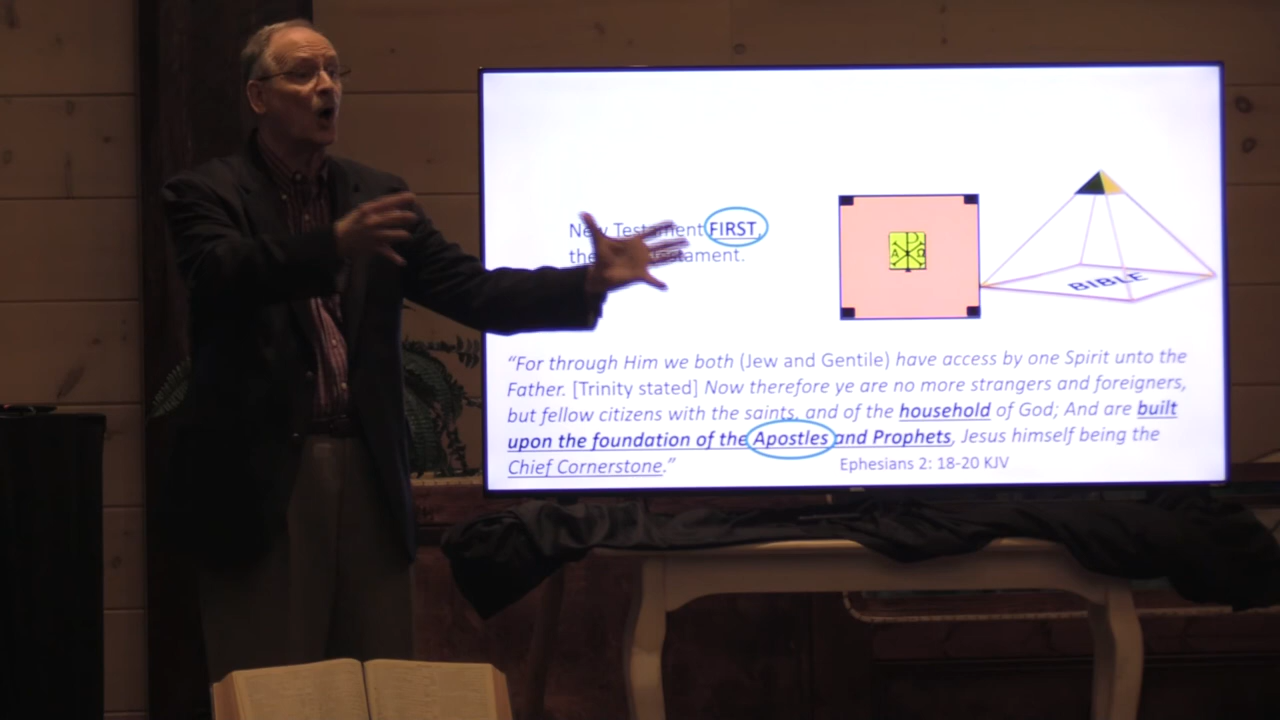 New Testament FIRST,
the tament.
A Ω
BIBLE
“For through Him we both (Jew and Gentile) have access by one Spirit unto the
Father. [Trinity stated] Now therefore ye are no more strangers and foreigners,
but fellow citizens with the saints, and of the household of God; And are built
upon the foundation of the Apostles and Prophets, Jesus himself being the
Chief Cornerstone.”
Ephesians 2: 18-20 KJV